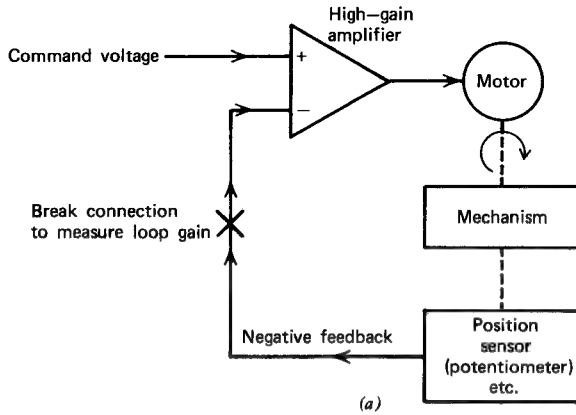 High—gain
amplifier
Command voltage
+
−
Motor
Mechanism
Break connection
to measure loop gain
Negative feedback
Position
sensor
(potentiometer)
etc.
(a)